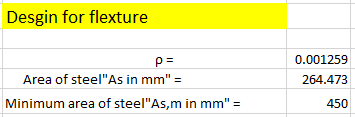 Desgin for flexture
ρ = 0.001259
Area of steel"As in mm" = 264.473
Minimum area of steel"As,m in mm" = 450